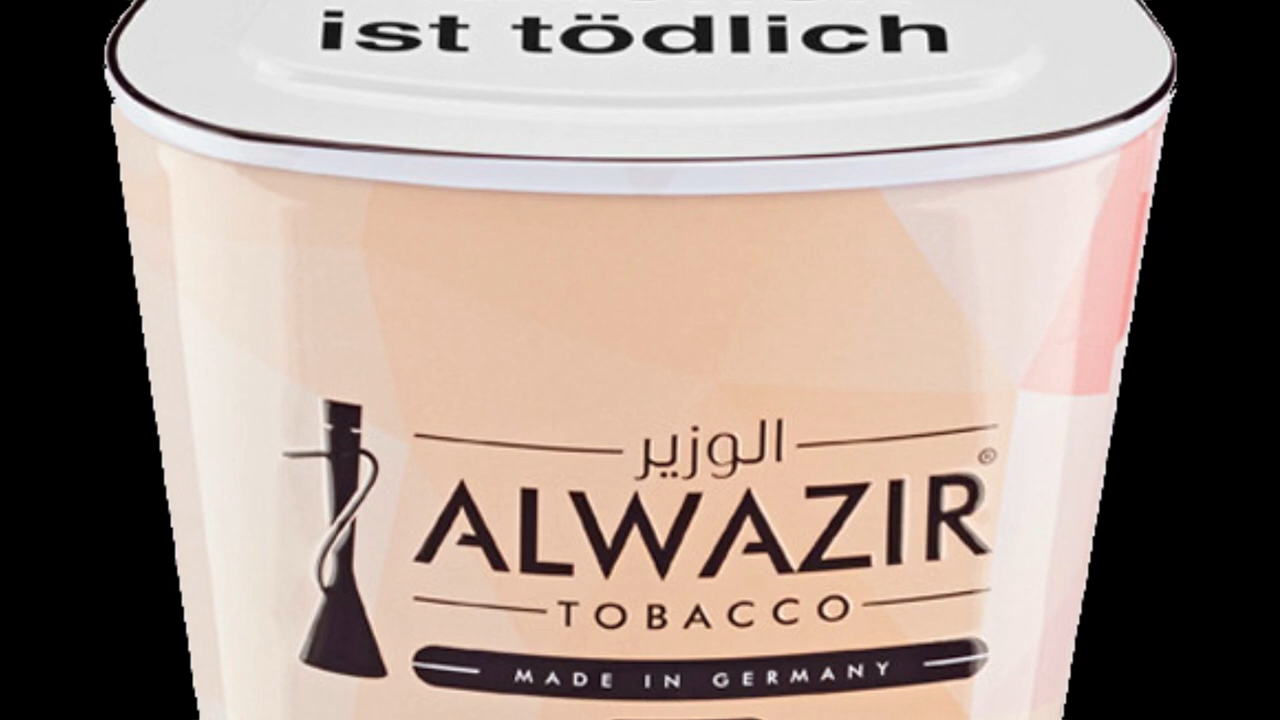 ist tödlich
الوزير
ALWAZIR®
TOBACCO
MADE IN GERMANY